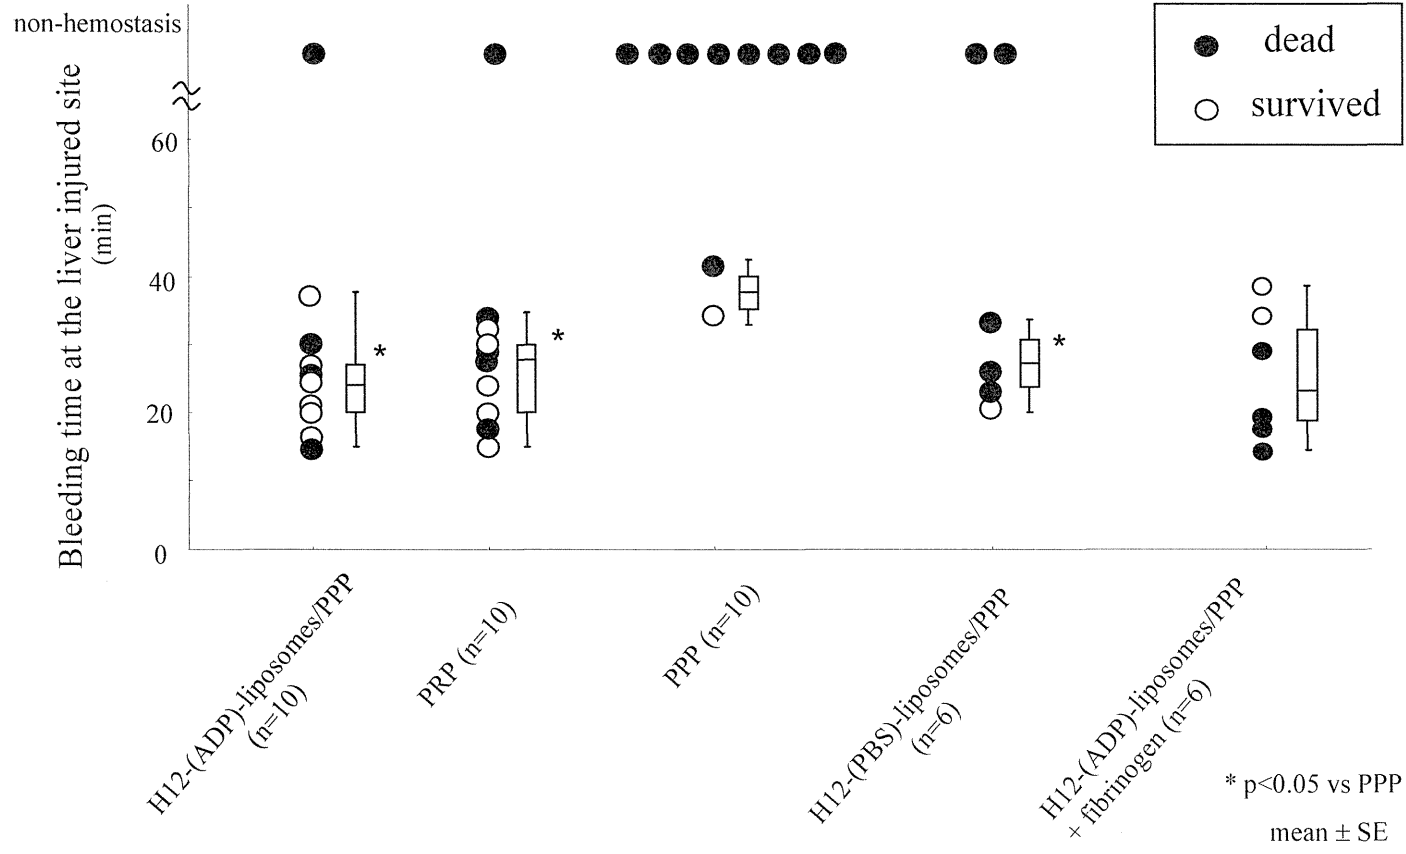 non-hemostasis
dead
survived
Bleeding time at the liver injured site
(min)
60
40
20
0
H12-(ADP)-liposomes/PPP
(n=10)
PRP (n=10)
PPP (n=10)
H12-(PBS)-liposomes/PPP
(n=6)
H12-(ADP)-liposomes/PPP
+ fibrinogen (n=6)
*
*
*
* p<0.05 vs PPP
mean ± SE